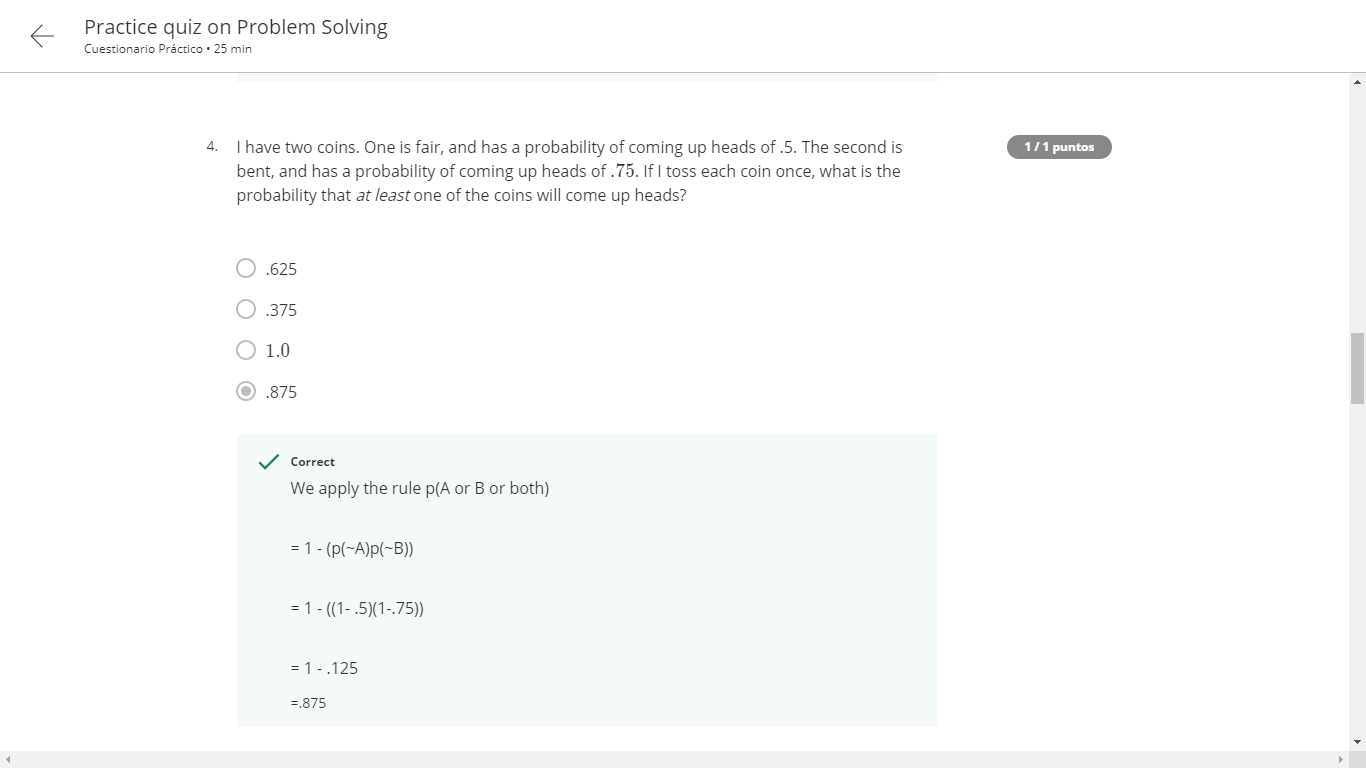 Practice quiz on Problem Solving
Cuestionario Práctico • 25 min
4. I have two coins. One is fair, and has a probability of coming up heads of .5. The second is
1 / 1 puntos
bent, and has a probability of coming up heads of .75. If I toss each coin once, what is the
probability that at least one of the coins will come up heads?
.625
.375
1.0
.875
Correct
We apply the rule p(A or B or both)
= 1 - (p(~A)p(~B))
= 1 - ((1- .5)(1-.75))
= 1 - .125
=.875